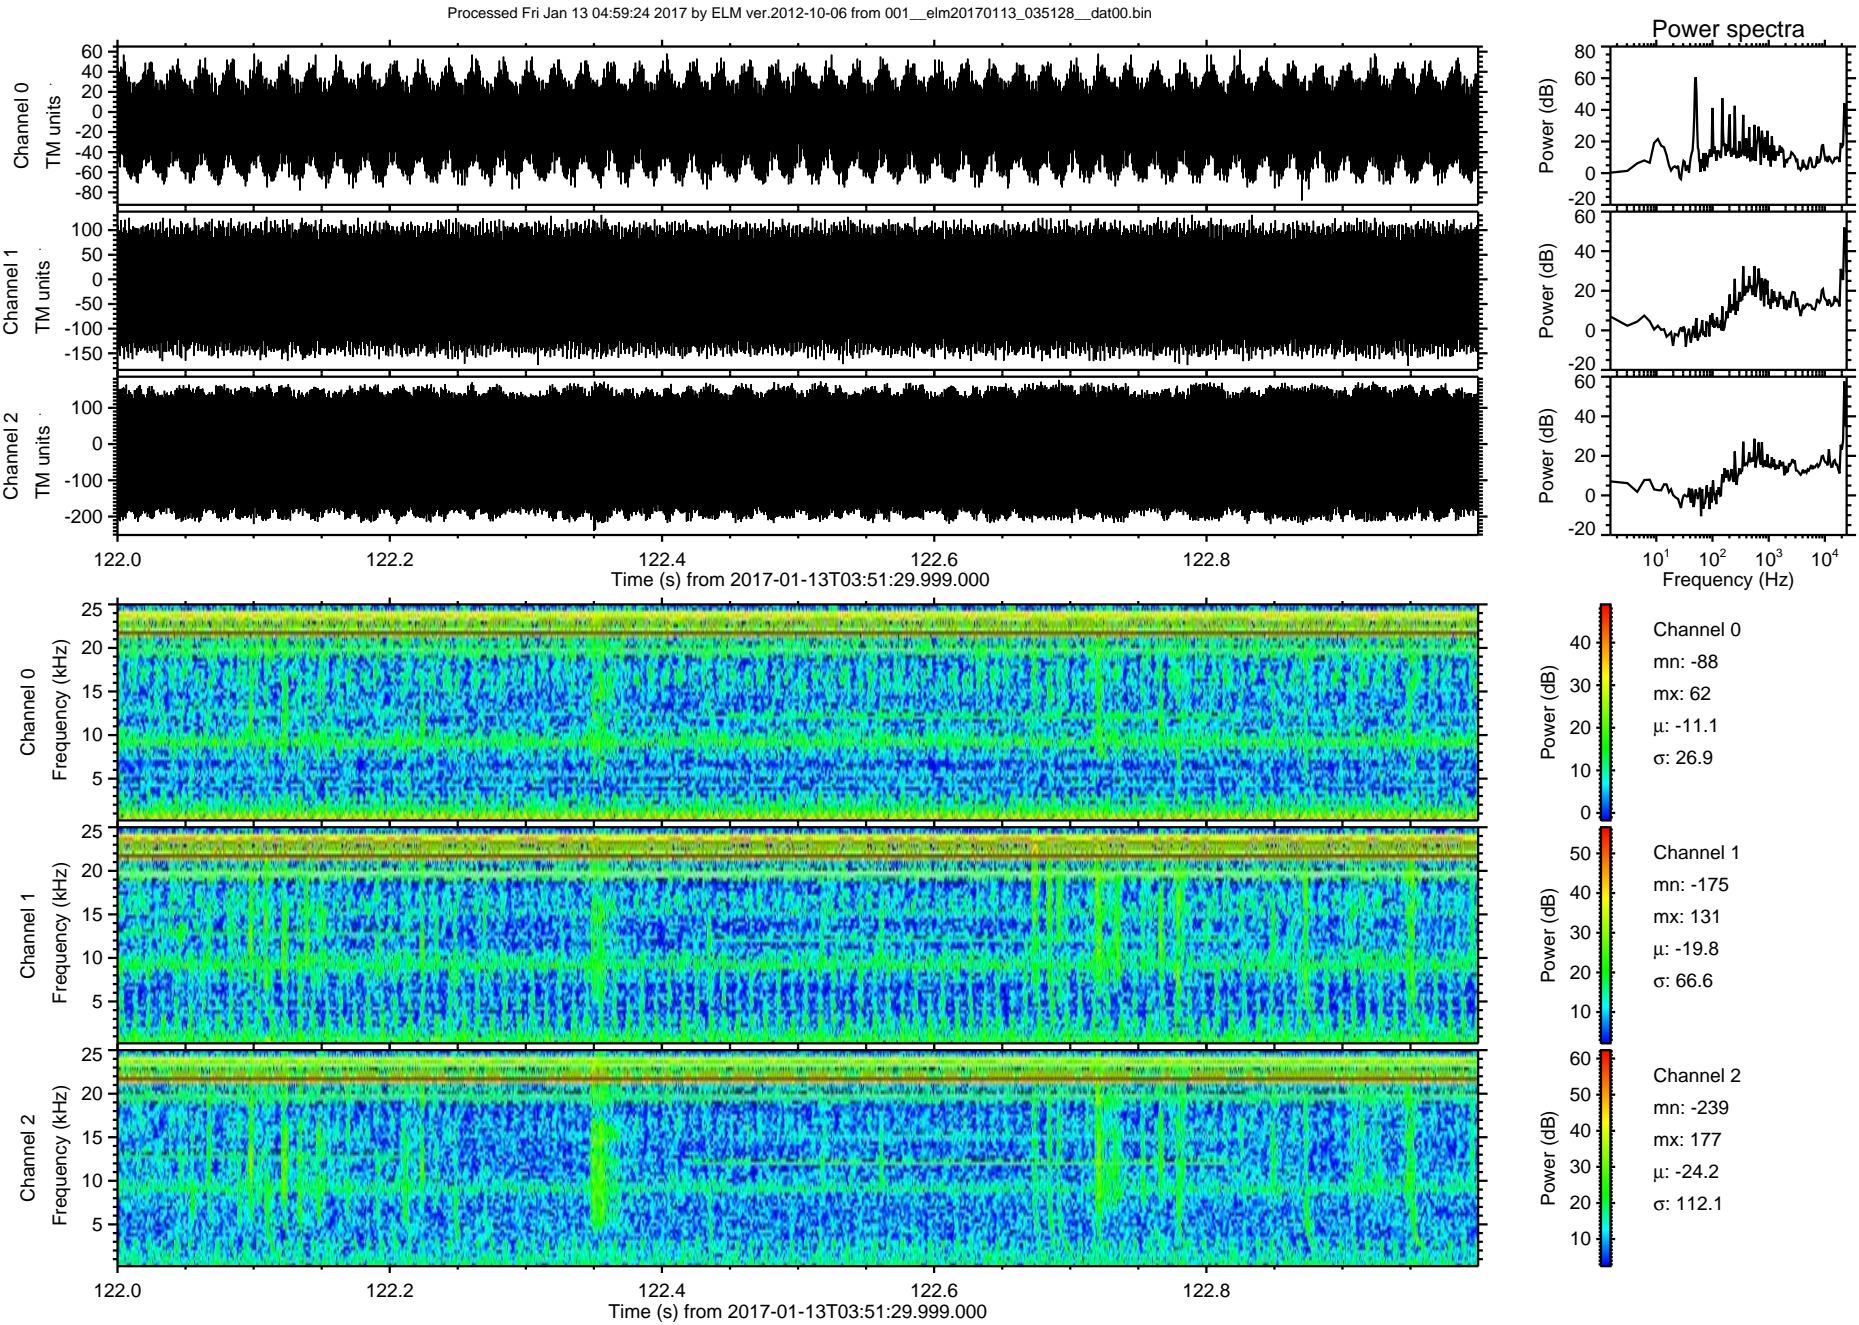 Processed Fri Jan 13 04:59:24 2017 by ELM ver.2012-10-06 from 001__elm20170113_035128__dat00.bin
Power spectra
Channel 0
TM units
60
40
20
0
-20
-40
-60
-80
Power (dB)
80
60
40
20
0
-20
Channel 1
TM units
100
50
0
-50
-100
-150
Power (dB)
60
40
20
0
-20
Channel 2
TM units
100
0
-100
-200
Power (dB)
60
40
20
0
-20
122.0 122.2 122.4 122.6 122.8
Time (s) from 2017-01-13T03:51:29.999.000
10¹ 10² 10³ 10⁴
Frequency (Hz)
Channel 0
Frequency (kHz)
25
20
15
10
5
Power (dB)
40
30
20
10
0
Channel 0
mn: -88
mx: 62
μ: -11.1
σ: 26.9
Channel 1
Frequency (kHz)
25
20
15
10
5
Power (dB)
50
40
30
20
10
Channel 1
mn: -175
mx: 131
μ: -19.8
σ: 66.6
Channel 2
Frequency (kHz)
25
20
15
10
5
Power (dB)
60
50
40
30
20
10
Channel 2
mn: -239
mx: 177
μ: -24.2
σ: 112.1
122.0 122.2 122.4 122.6 122.8
Time (s) from 2017-01-13T03:51:29.999.000